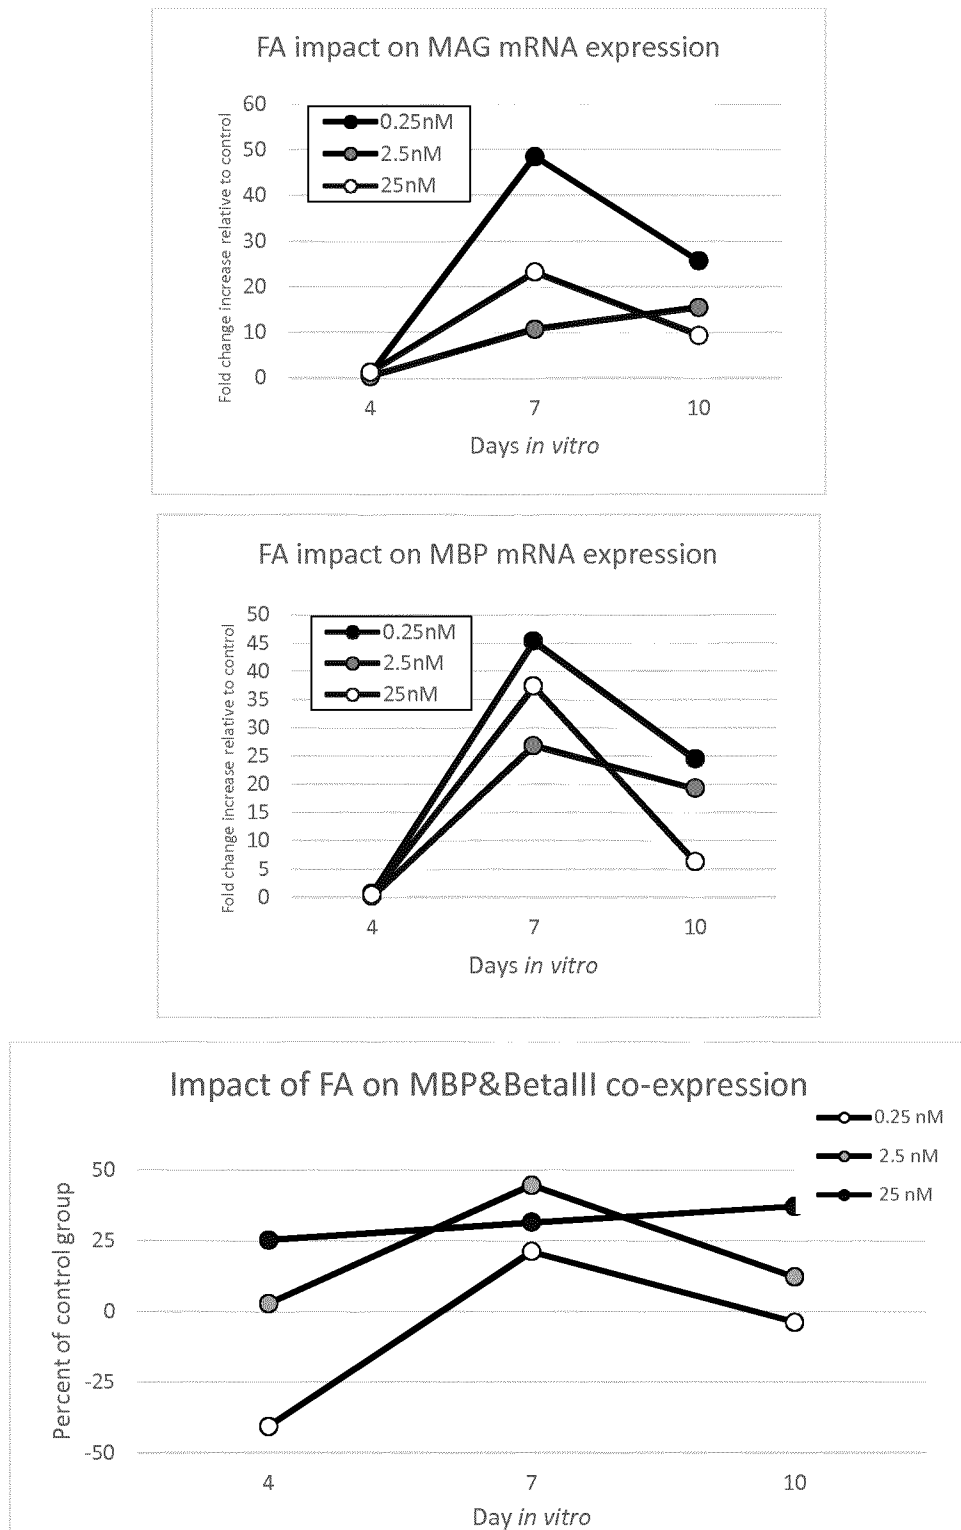 FA impact on MAG mRNA expression
Fold change increase relative to control
60
50
40
30
20
10
0
0.25nM
2.5nM
25nM
4 7 10
Days in vitro
FA impact on MBP mRNA expression
Fold change increase relative to control
50
45
40
35
30
25
20
15
10
5
0
0.25nM
2.5nM
25nM
4 7 10
Days in vitro
Impact of FA on MBP&BetaIII co-expression
0.25 nM
2.5 nM
25 nM
Percent of control group
50
25
0
-25
-50
4 7 10
Day in vitro